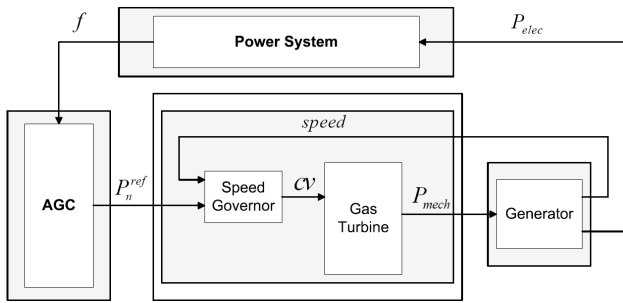 f
Power System
P_elec
speed
AGC
P_n^ref
Speed
Governor
cv
Gas
Turbine
P_mech
Generator